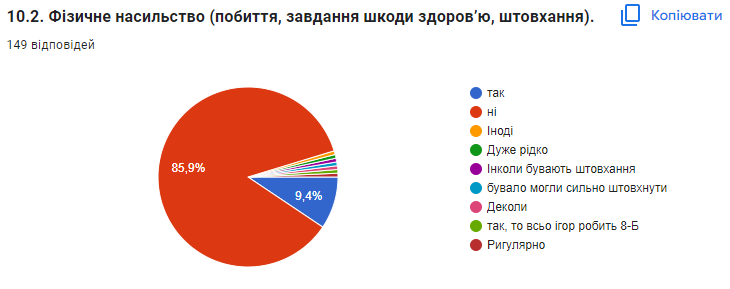 10.2. Фізичне насильство (побиття, завдання шкоди здоров'ю, штовхання).
Копіювати
149 відповідей
85,9%
9,4%
так
ні
Іноді
Дуже рідко
Інколи бувають штовхання
бувало могли сильно штовхнути
Деколи
так, то всьо ігор робить 8-Б
Ригулярно